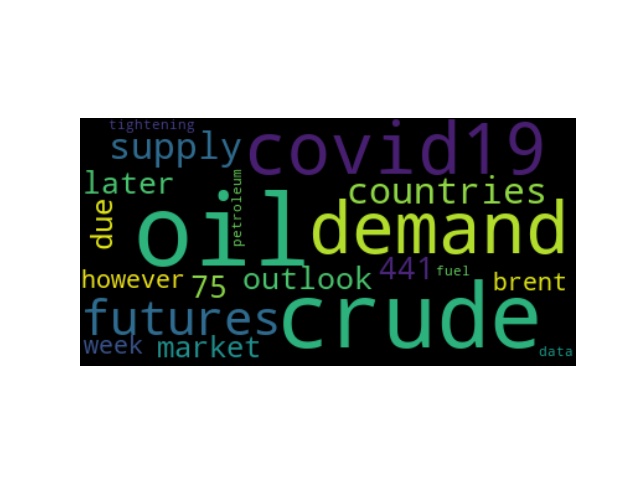 tightening
supply covid19
later petroleum countries
due oil demand
however 75 outlook 441 fuel brent
futures crude
week market data